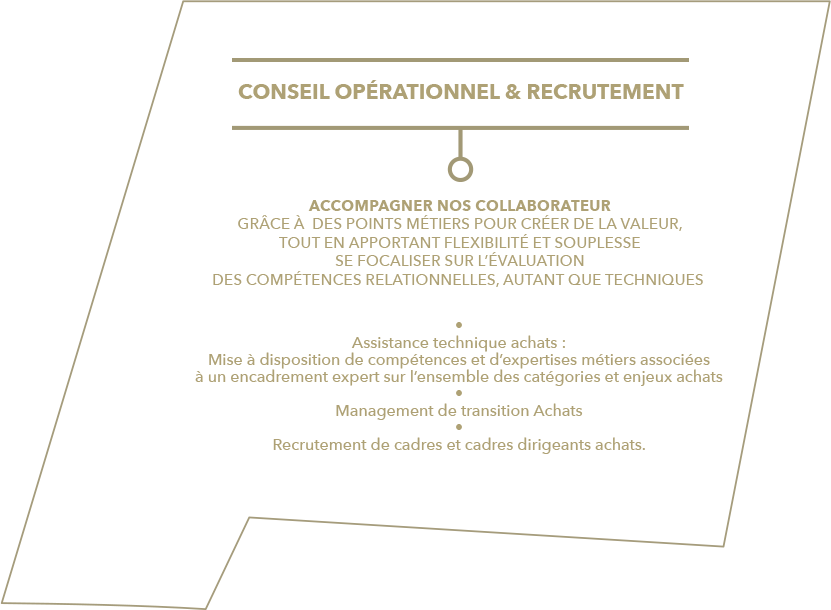 CONSEIL OPÉRATIONNEL & RECRUTEMENT
ACCOMPAGNER NOS COLLABORATEUR
GRÂCE À  DES POINTS MÉTIERS POUR CRÉER DE LA VALEUR,
TOUT EN APPORTANT FLEXIBILITÉ ET SOUPLESSE
SE FOCALISER SUR L'ÉVALUATION
DES COMPÉTENCES RELATIONNELLES, AUTANT QUE TECHNIQUES
•
Assistance technique achats :
Mise à disposition de compétences et d'expertises métiers associées
à un encadrement expert sur l'ensemble des catégories et enjeux achats
•
Management de transition Achats
•
Recrutement de cadres et cadres dirigeants achats.